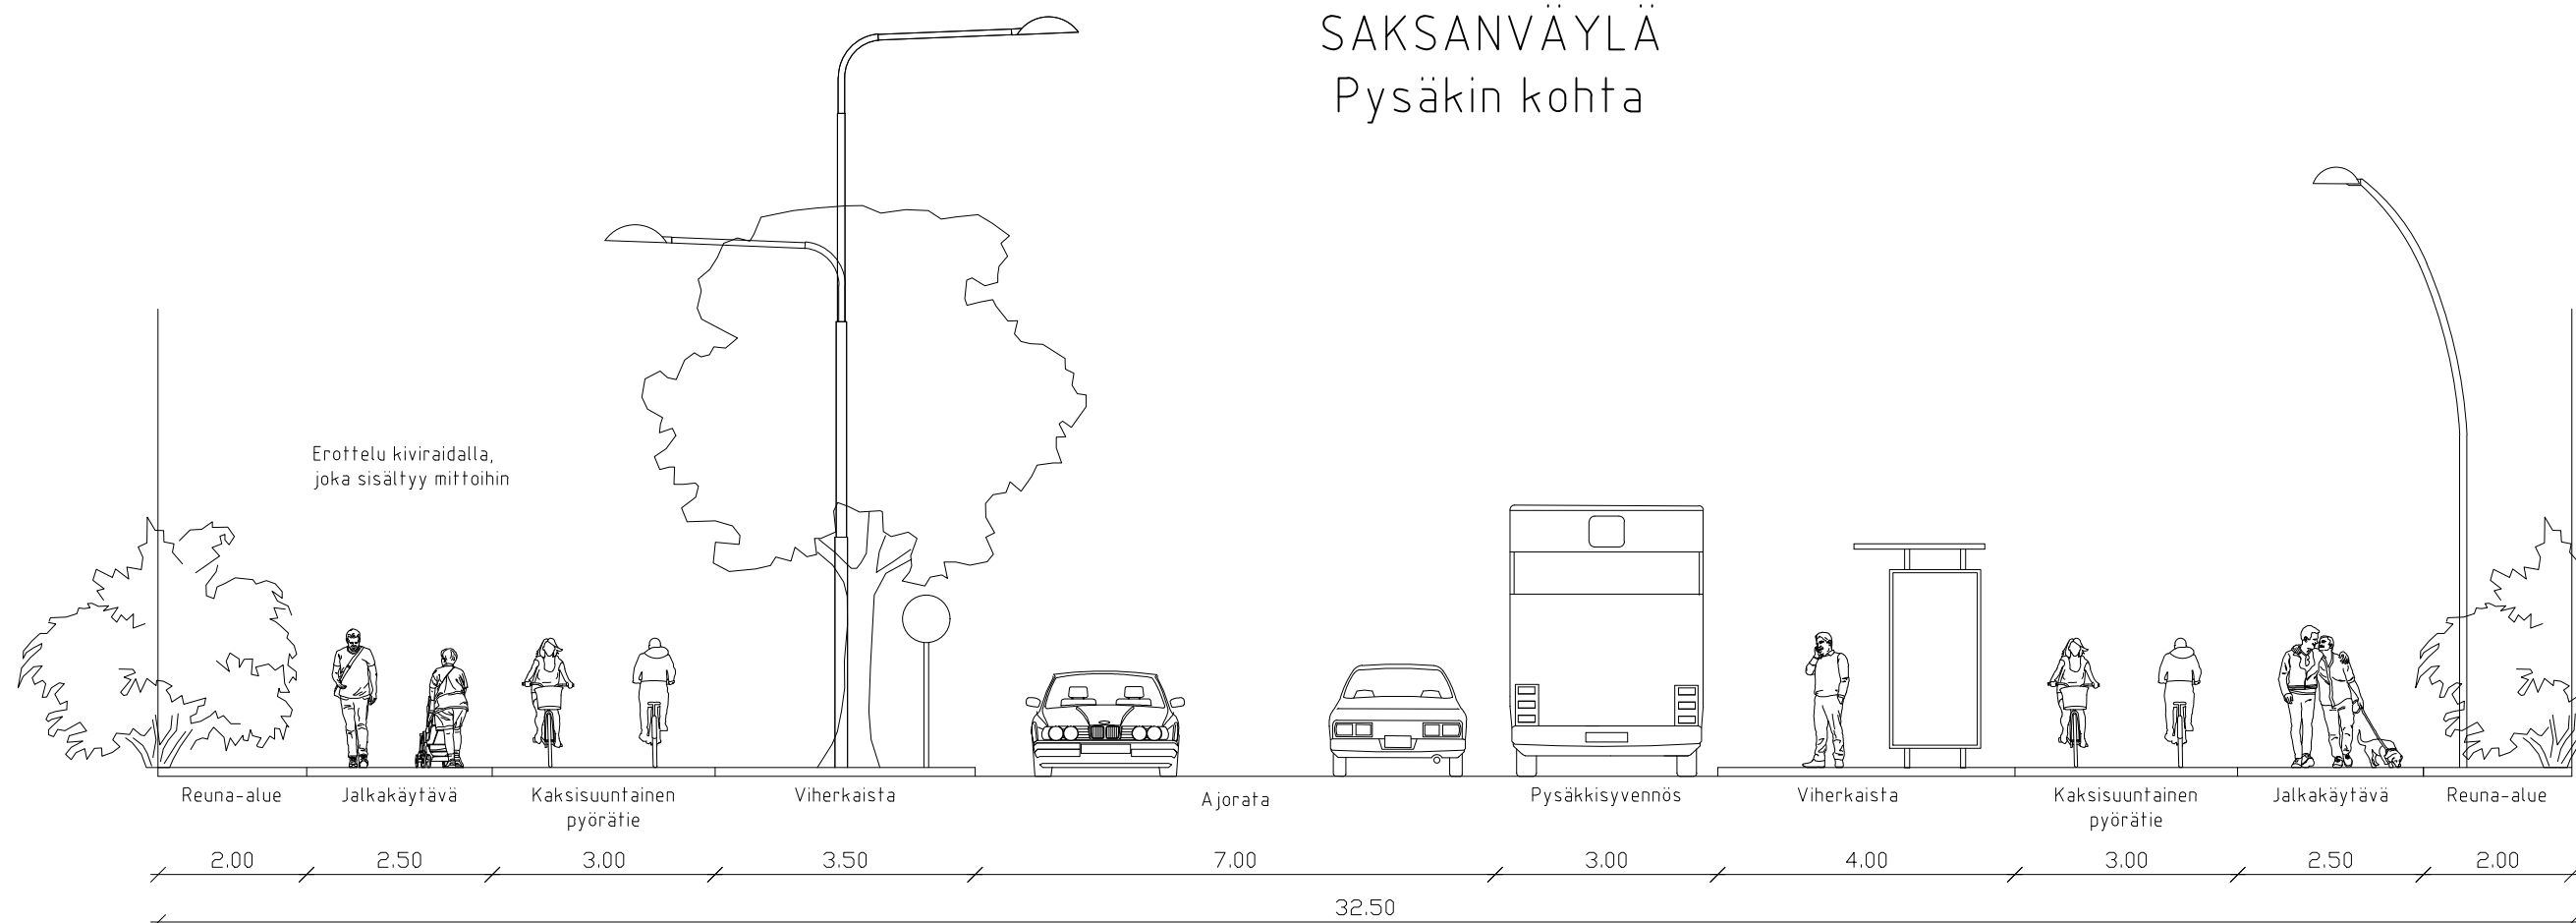 SAKSANVÄYLÄ
Pysäkin kohta
Erottelu kiviraidalla,
joka sisältyy mittoihin
Reuna-alue Jalkakäytävä Kaksisuuntainen Viherkaista Ajorata Pysäkkisyvennös Viherkaista Kaksisuuntainen Jalkakäytävä Reuna-alue
pyörätie pyörätie
2.00 2.50 3.00 3.50 7.00 3.00 4.00 3.00 2.50 2.00
32.50